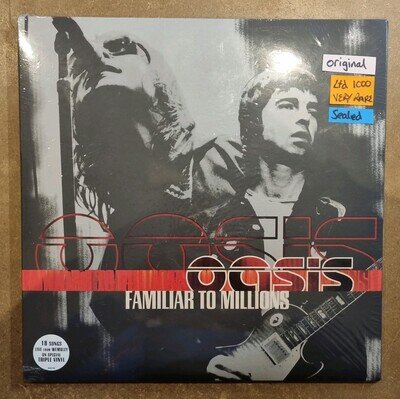 original
Ltd 1000
VERY RARE
Sealed
OASIS
oasis
FAMILIAR TO MILLIONS
18 SONGS
LIVE FROM WEMBLEY
ON SPECIAL
TRIPLE VINYL